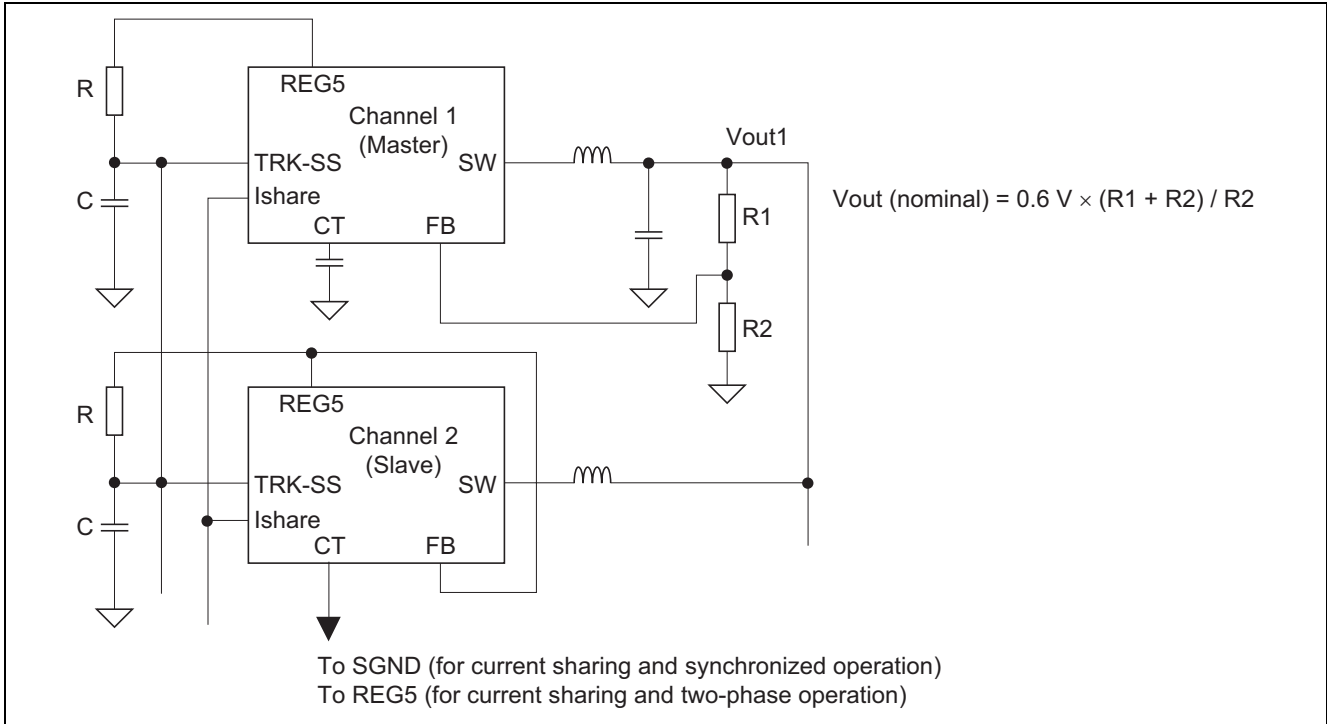 REG5
R
Channel 1
(Master)
Vout1
TRK-SS
SW
Ishare
C
Vout (nominal) = 0.6 V × (R1 + R2) / R2
R1
CT
FB
R2
REG5
R
Channel 2
(Slave)
TRK-SS
SW
Ishare
C
CT
FB
To SGND (for current sharing and synchronized operation)
To REG5 (for current sharing and two-phase operation)